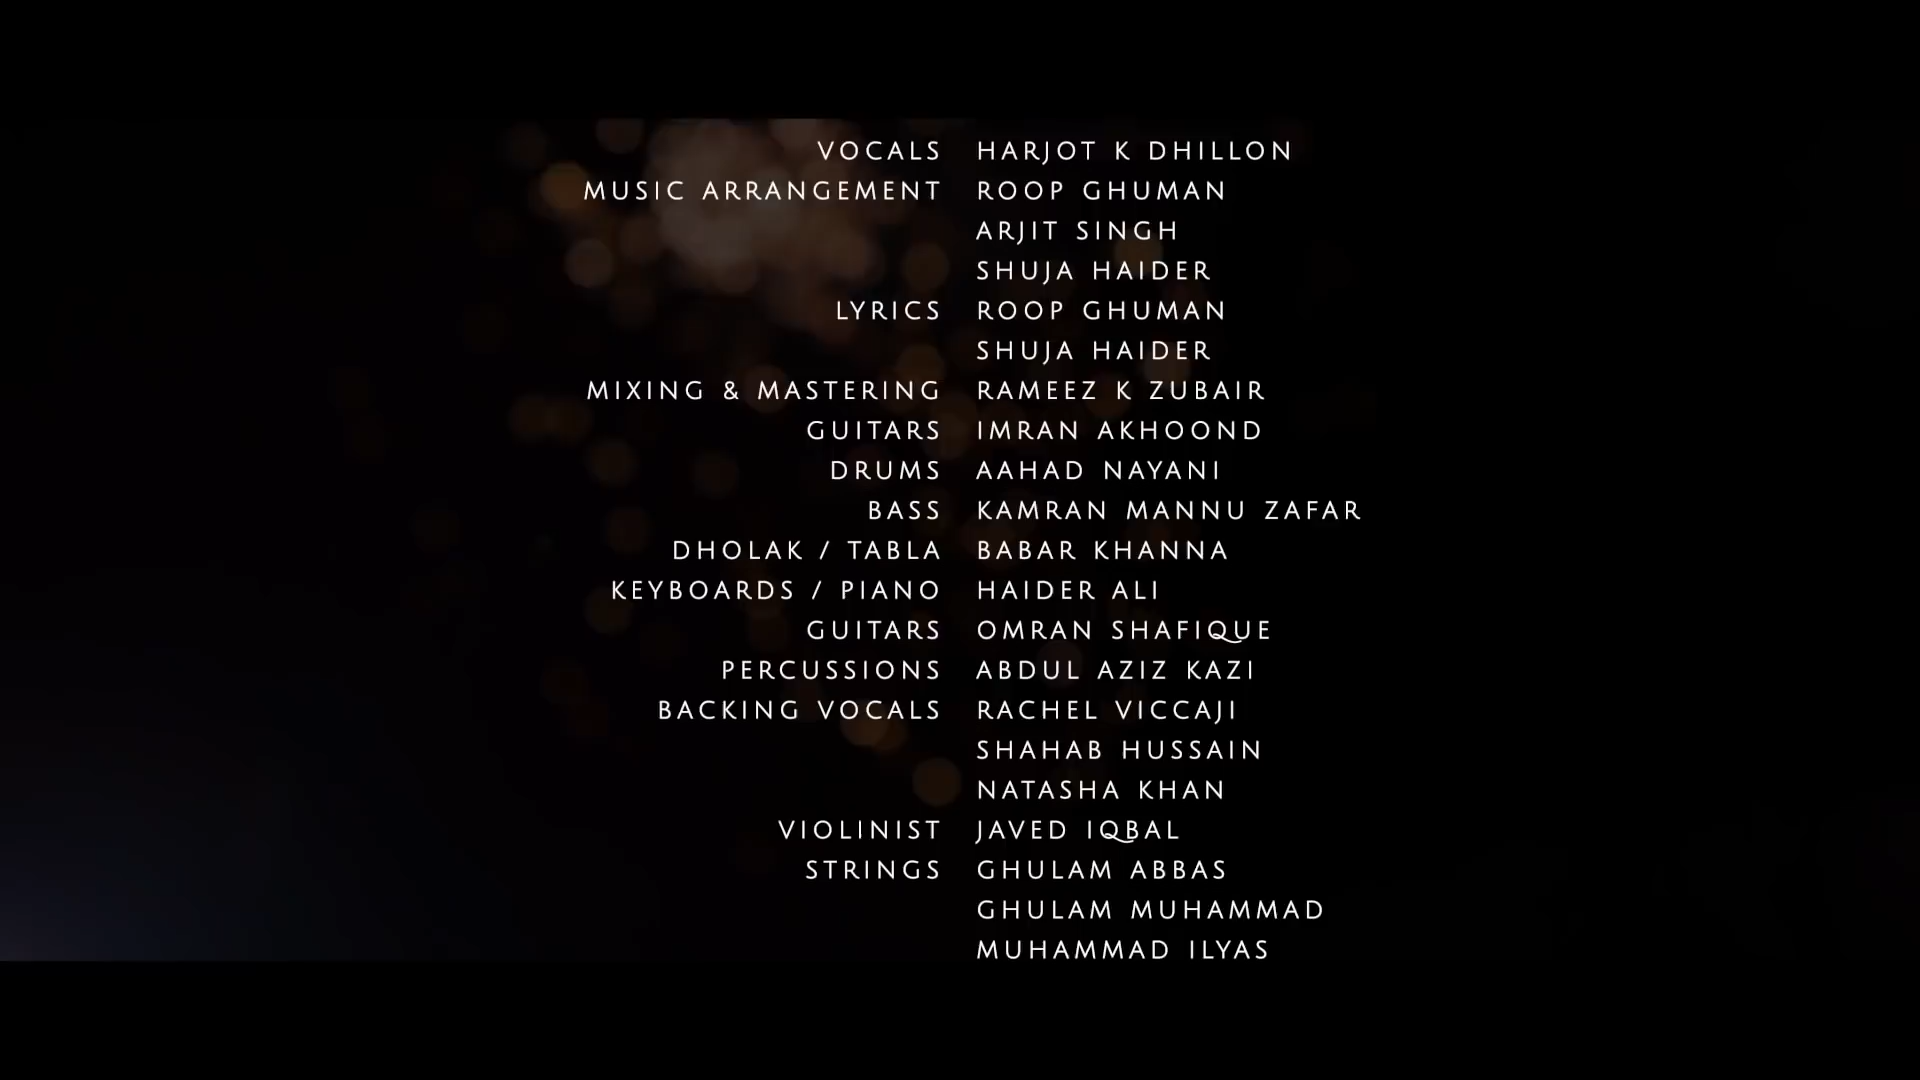 VOCALS HARJOT K DHILLON
MUSIC ARRANGEMENT ROOP GHUMAN
ARJIT SINGH
SHUJA HAIDER
LYRICS ROOP GHUMAN
SHUJA HAIDER
MIXING & MASTERING RAMEEZ K ZUBAIR
GUITARS IMRAN AKHOOND
DRUMS AAHAD NAYANI
BASS KAMRAN MANNU ZAFAR
DHOLAK / TABLA BABAR KHANNA
KEYBOARDS / PIANO HAIDER ALI
GUITARS OMRAN SHAFIQUE
PERCUSSIONS ABDUL AZIZ KAZI
BACKING VOCALS RACHEL VICCAJI
SHAHAB HUSSAIN
NATASHA KHAN
VIOLINIST JAVED IQBAL
STRINGS GHULAM ABBAS
GHULAM MUHAMMAD
MUHAMMAD ILYAS